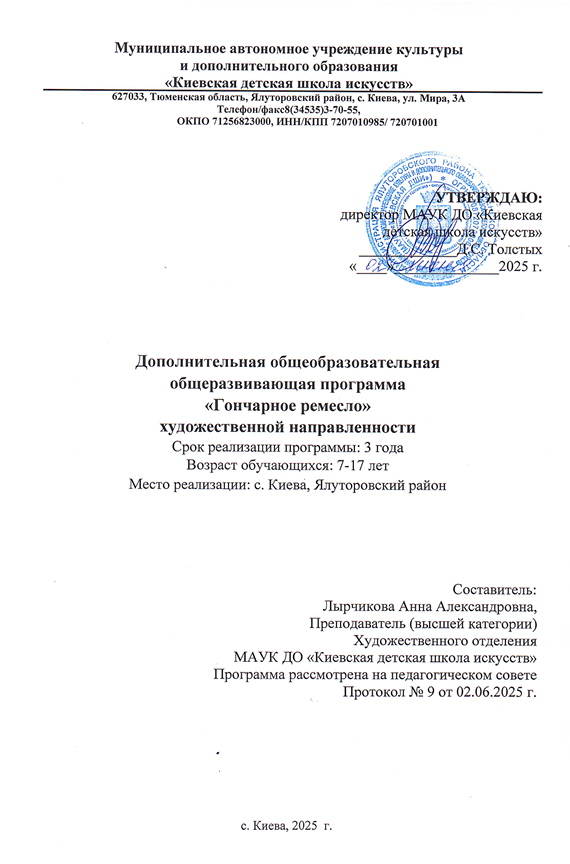 Муниципальное автономное учреждение культуры
и дополнительного образования
«Киевская детская школа искусств»
627033, Тюменская область, Ялуторовский район, с. Киева, ул. Мира, 3А
Телефон/факс8(34535)3-70-55,
ОКПО 71256823000, ИНН/КПП 7207010985/ 720701001
УТВЕРЖДАЮ:
директор МАУК ДО «Киевская
детская школа искусств»
Д.С. Толстых
« 02 » июня 2025 г.
Дополнительная общеобразовательная
общеразвивающая программа
«Гончарное ремесло»
художественной направленности
Срок реализации программы: 3 года
Возраст обучающихся: 7-17 лет
Место реализации: с. Киева, Ялуторовский район
Составитель:
Лырчикова Анна Александровна,
Преподаватель (высшей категории)
Художественного отделения
МАУК ДО «Киевская детская школа искусств»
Программа рассмотрена на педагогическом совете
Протокол № 9 от 02.06.2025 г.
с. Киева, 2025 г.